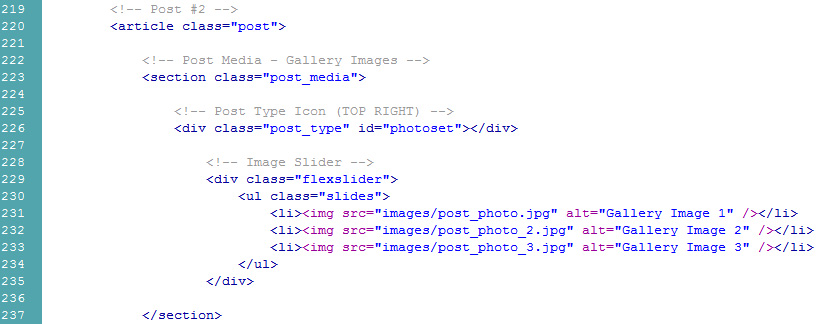 219 <!-- Post #2 -->
220 <article class="post">
221
222 <!-- Post Media - Gallery Images -->
223 <section class="post_media">
224
225 <!-- Post Type Icon (TOP RIGHT) -->
226 <div class="post_type" id="photoset"></div>
227
228 <!-- Image Slider -->
229 <div class="flexslider">
230 <ul class="slides">
231 <li><img src="images/post_photo.jpg" alt="Gallery Image 1" /></li>
232 <li><img src="images/post_photo_2.jpg" alt="Gallery Image 2" /></li>
233 <li><img src="images/post_photo_3.jpg" alt="Gallery Image 3" /></li>
234 </ul>
235 </div>
236
237 </section>